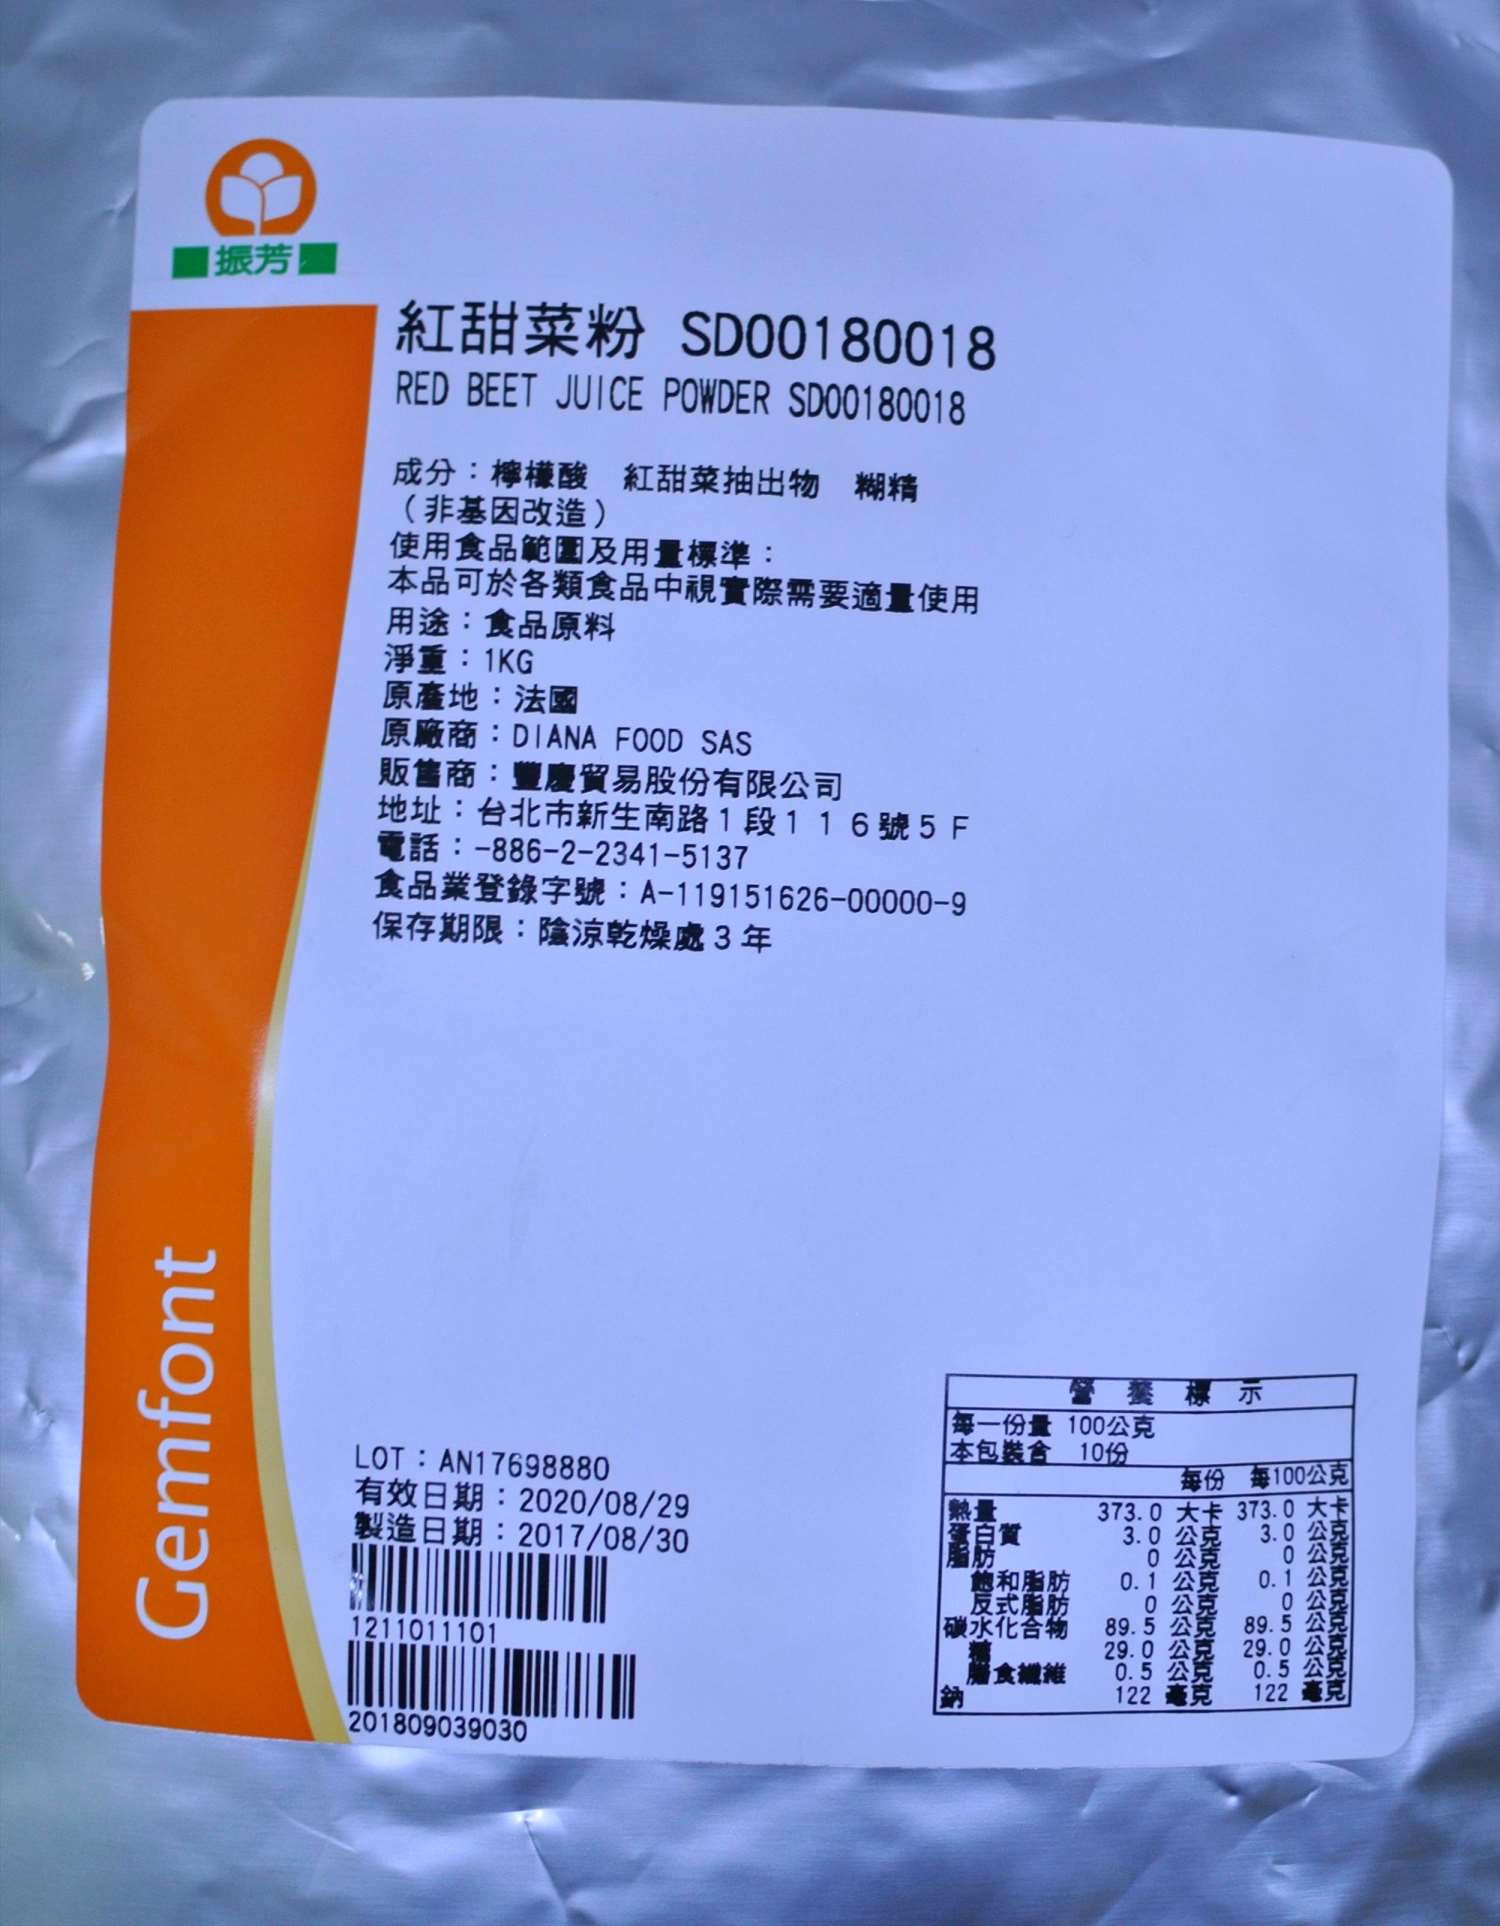 振芳
紅甜菜粉 SD00180018
RED BEET JUICE POWDER SD00180018
成分：檸檬酸 紅甜菜抽出物 糊精
（非基因改造）
使用食品範圍及用量標準：
本品可於各類食品中視實際需要適量使用
用途：食品原料
淨重：1KG
原產地：法國
原廠商：DIANA FOOD SAS
販售商：豐慶貿易股份有限公司
地址：台北市新生南路1段116號5F
電話：-886-2-2341-5137
食品業登錄字號：A-119151626-00000-9
保存期限：陰涼乾燥處3年
Gemfont
LOT：AN17698880
有效日期：2020/08/29
製造日期：2017/08/30
1211011101
201809039030
營養標示
每一份量 100公克
本包裝含 10份
每份 每100公克
熱量 373.0 大卡 373.0 大卡
蛋白質 3.0 公克 3.0 公克
脂肪 0 公克 0 公克
飽和脂肪 0.1 公克 0.1 公克
反式脂肪 0 公克 0 公克
碳水化合物 89.5 公克 89.5 公克
糖 29.0 公克 29.0 公克
膳食纖維 0.5 公克 0.5 公克
鈉 122 毫克 122 毫克